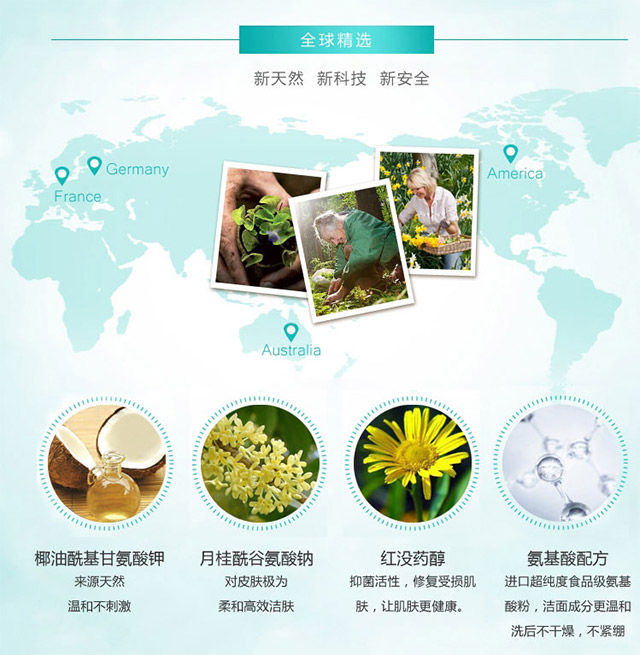 全球精选
新天然 新科技 新安全
Germany
France
America
Australia
椰油酰基甘氨酸钾
来源天然
温和不刺激
月桂酰谷氨酸钠
对皮肤极为
柔和高效洁肤
红没药醇
抑菌活性，修复受损肌
肤，让肌肤更健康。
氨基酸配方
进口超纯度食品级氨基
酸粉，洁面成分更温和
洗后不干燥，不紧绷